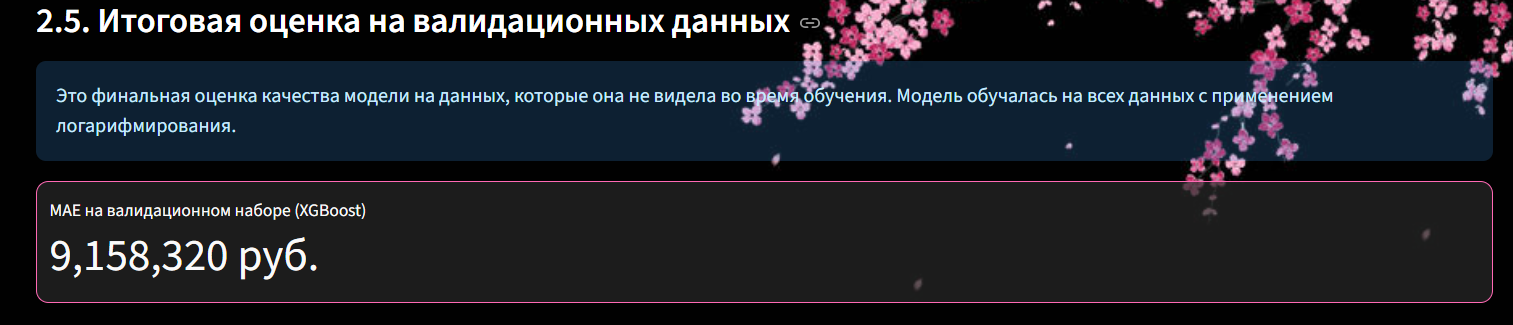 2.5. Итоговая оценка на валидационных данных
Это финальная оценка качества модели на данных, которые она не видела во время обучения. Модель обучалась на всех данных с применением
логарифмирования.
MAE на валидационном наборе (XGBoost)
9,158,320 руб.